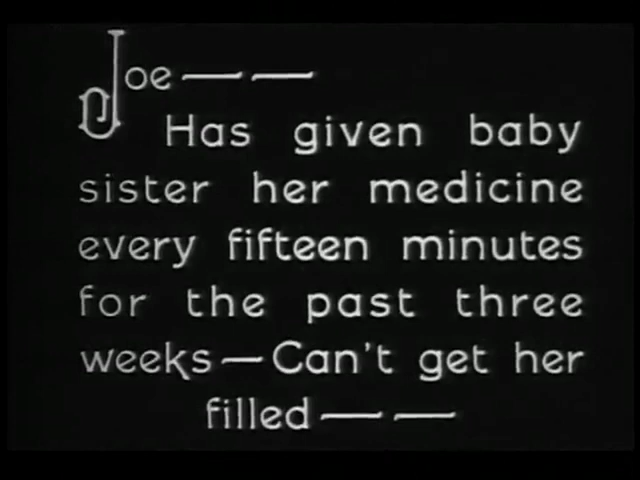 Joe — —
Has given baby
sister her medicine
every fifteen minutes
for the past three
weeks — Can't get her
filled — —